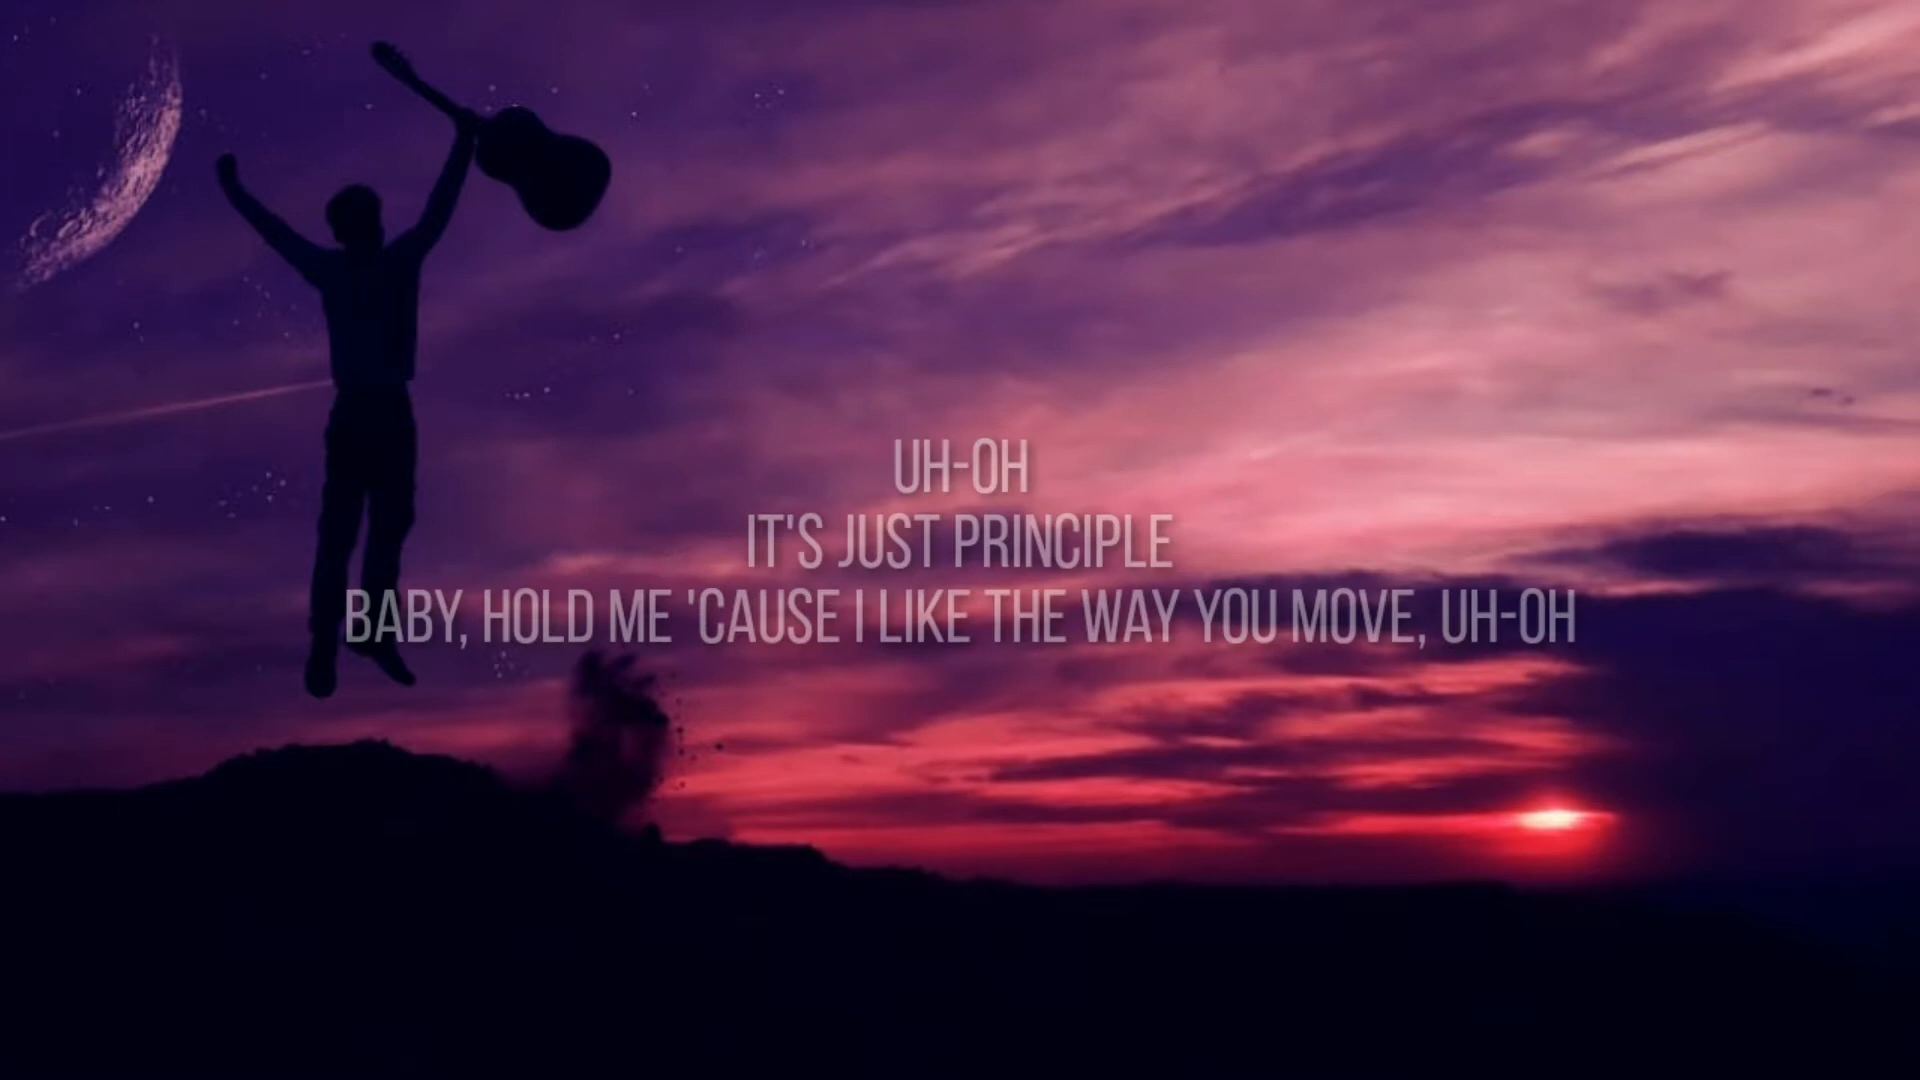 UH-OH
IT'S JUST PRINCIPLE
BABY, HOLD ME 'CAUSE I LIKE THE WAY YOU MOVE, UH-OH